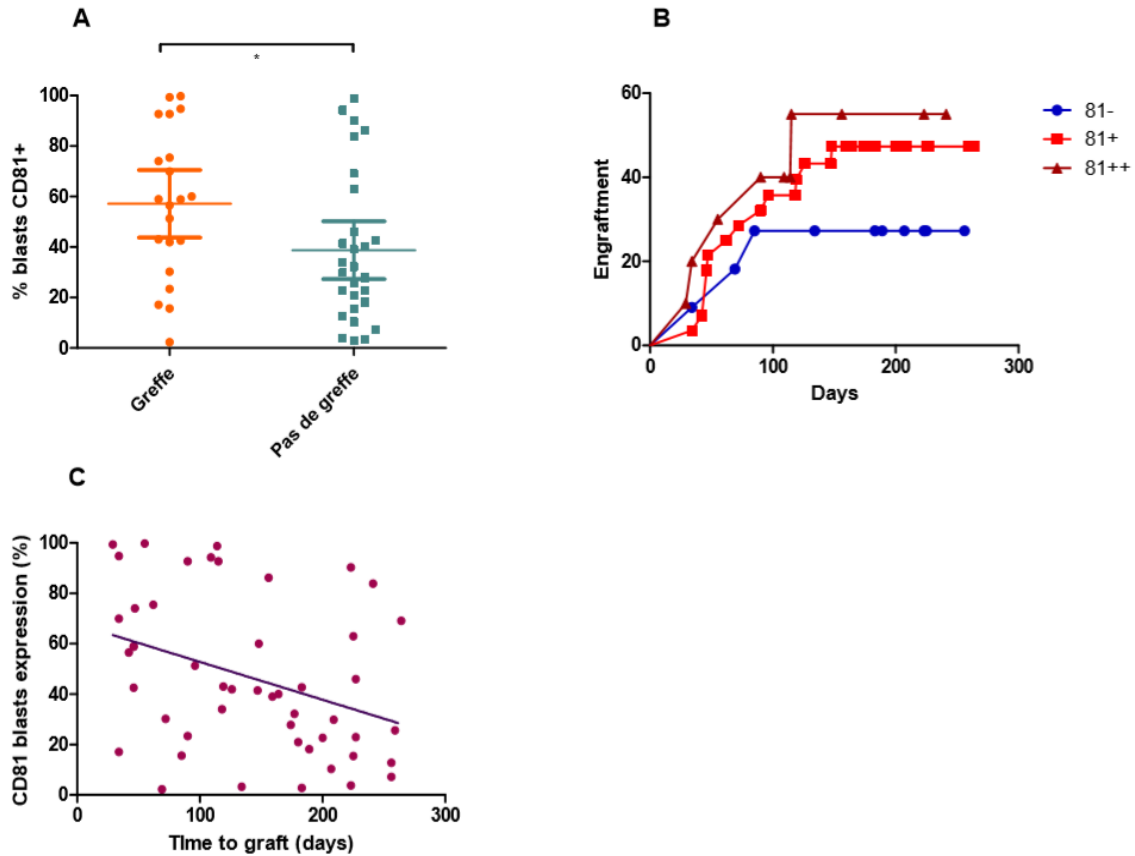 A
*
% blasts CD81+
100
80
60
40
20
0
Greffe
Pas de greffe
B
Engraftment
60
40
20
0
0 100 200 300
Days
81-
81+
81++
C
CD81 blasts expression (%)
100
80
60
40
20
0
0 100 200 300
TIme to graft (days)